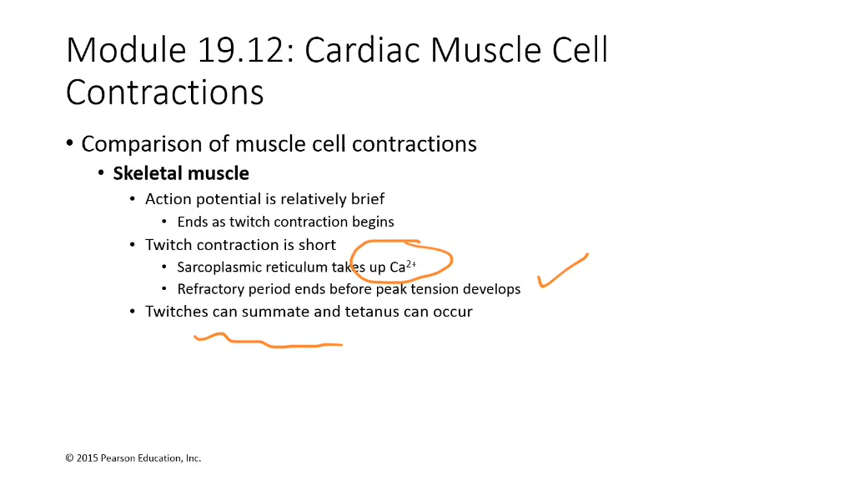 Module 19.12: Cardiac Muscle Cell
Contractions
• Comparison of muscle cell contractions
• Skeletal muscle
• Action potential is relatively brief
• Ends as twitch contraction begins
• Twitch contraction is short
• Sarcoplasmic reticulum takes up Ca²⁺
• Refractory period ends before peak tension develops
• Twitches can summate and tetanus can occur
© 2015 Pearson Education, Inc.